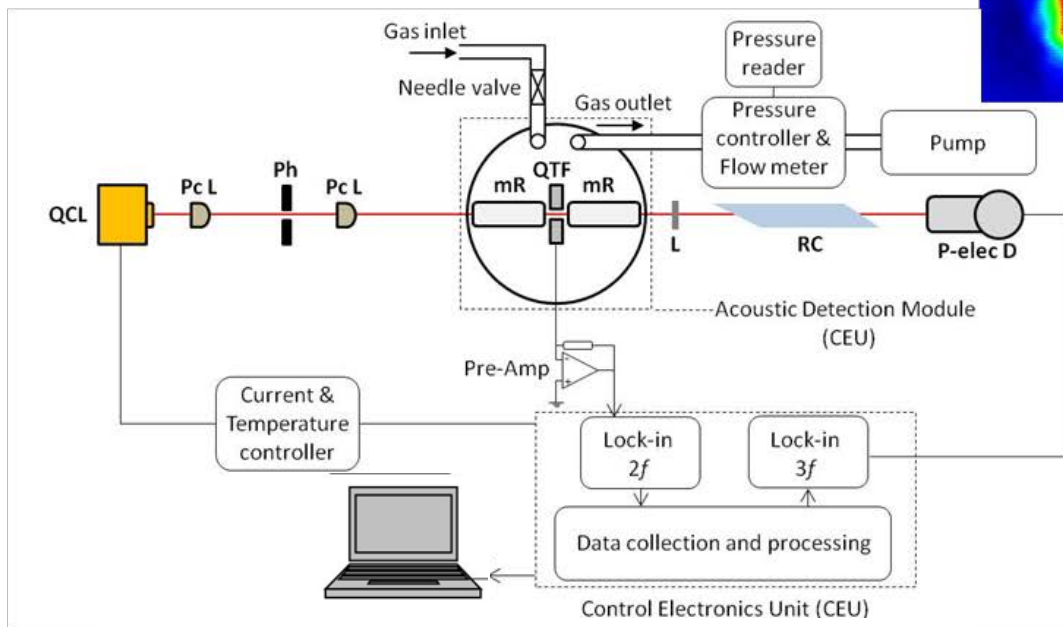 Gas inlet
Needle valve
Gas outlet
Pressure
reader
Pressure
controller &
Flow meter
Pump
QCL
Pc L
Ph
Pc L
mR
QTF
mR
L
RC
P-elec D
Acoustic Detection Module
(CEU)
Pre-Amp
Current &
Temperature
controller
Lock-in
2f
Lock-in
3f
Data collection and processing
Control Electronics Unit (CEU)